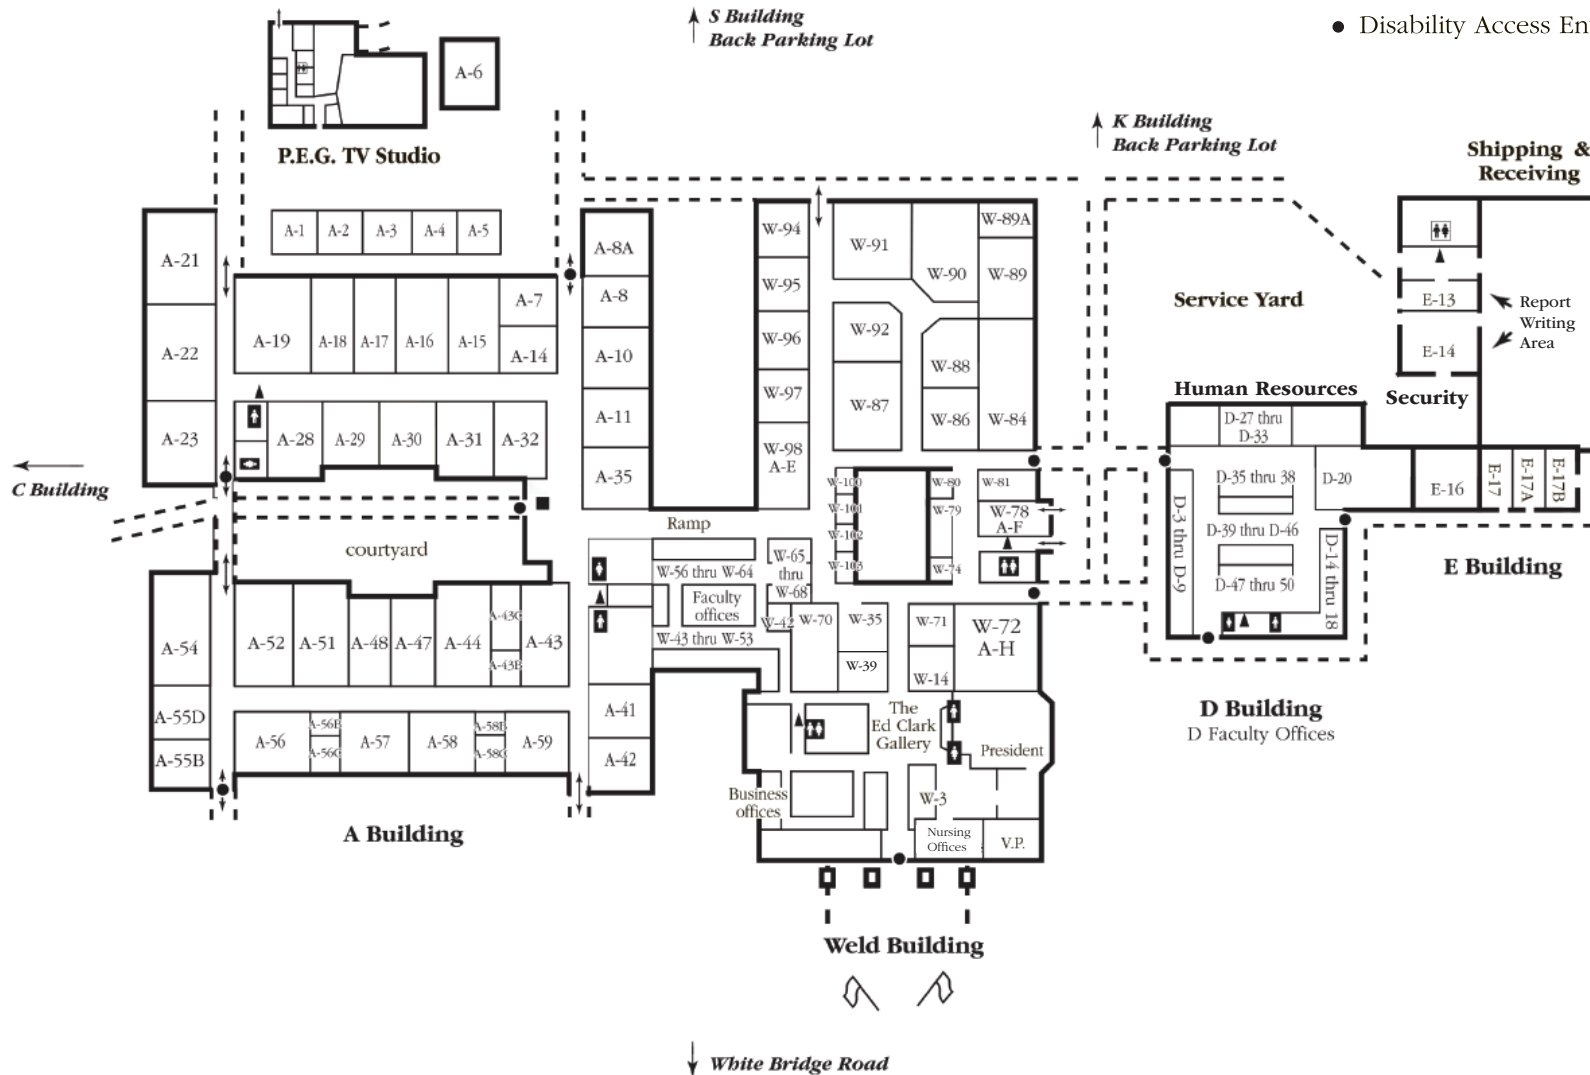 S Building
Back Parking Lot
● Disability Access En
A-6
K Building
Back Parking Lot
P.E.G. TV Studio
Shipping &
Receiving
A-1 A-2 A-3 A-4 A-5
A-21
A-8A
W-94
W-91
W-89A
W-90
W-89
A-7
A-8
W-95
Service Yard
E-13
Report
Writing
Area
A-19 A-18 A-17 A-16 A-15
A-14
A-22
A-10
W-96
W-92
W-88
E-14
Human Resources
Security
A-11
W-97
W-87
W-86
W-84
D-27 thru
D-33
A-23
A-28 A-29 A-30 A-31 A-32
W-98
A-E
A-35
C Building
W-100
W-101
W-102
W-103
W-80
W-79
W-74
W-81
W-78
A-F
D-35 thru 38
D-20
D-39 thru D-46
D-47 thru 50
D-3 thru D-9
D-14 thru 18
E-16
E-17
E-17A
E-17B
E Building
Ramp
courtyard
W-56 thru W-64
W-65
thru
W-68
Faculty
offices
W-43 thru W-53
W-42
W-70
W-35
W-39
W-71
W-14
W-72
A-H
A-54
A-52 A-51 A-48 A-47 A-44
A-43C
A-43B
A-43
A-55D
A-55B
A-56
A-56B
A-56C
A-57
A-58
A-58B
A-58C
A-59
A-41
A-42
The
Ed Clark
Gallery
President
D Building
D Faculty Offices
Business
offices
W-3
Nursing
Offices
V.P.
A Building
Weld Building
White Bridge Road